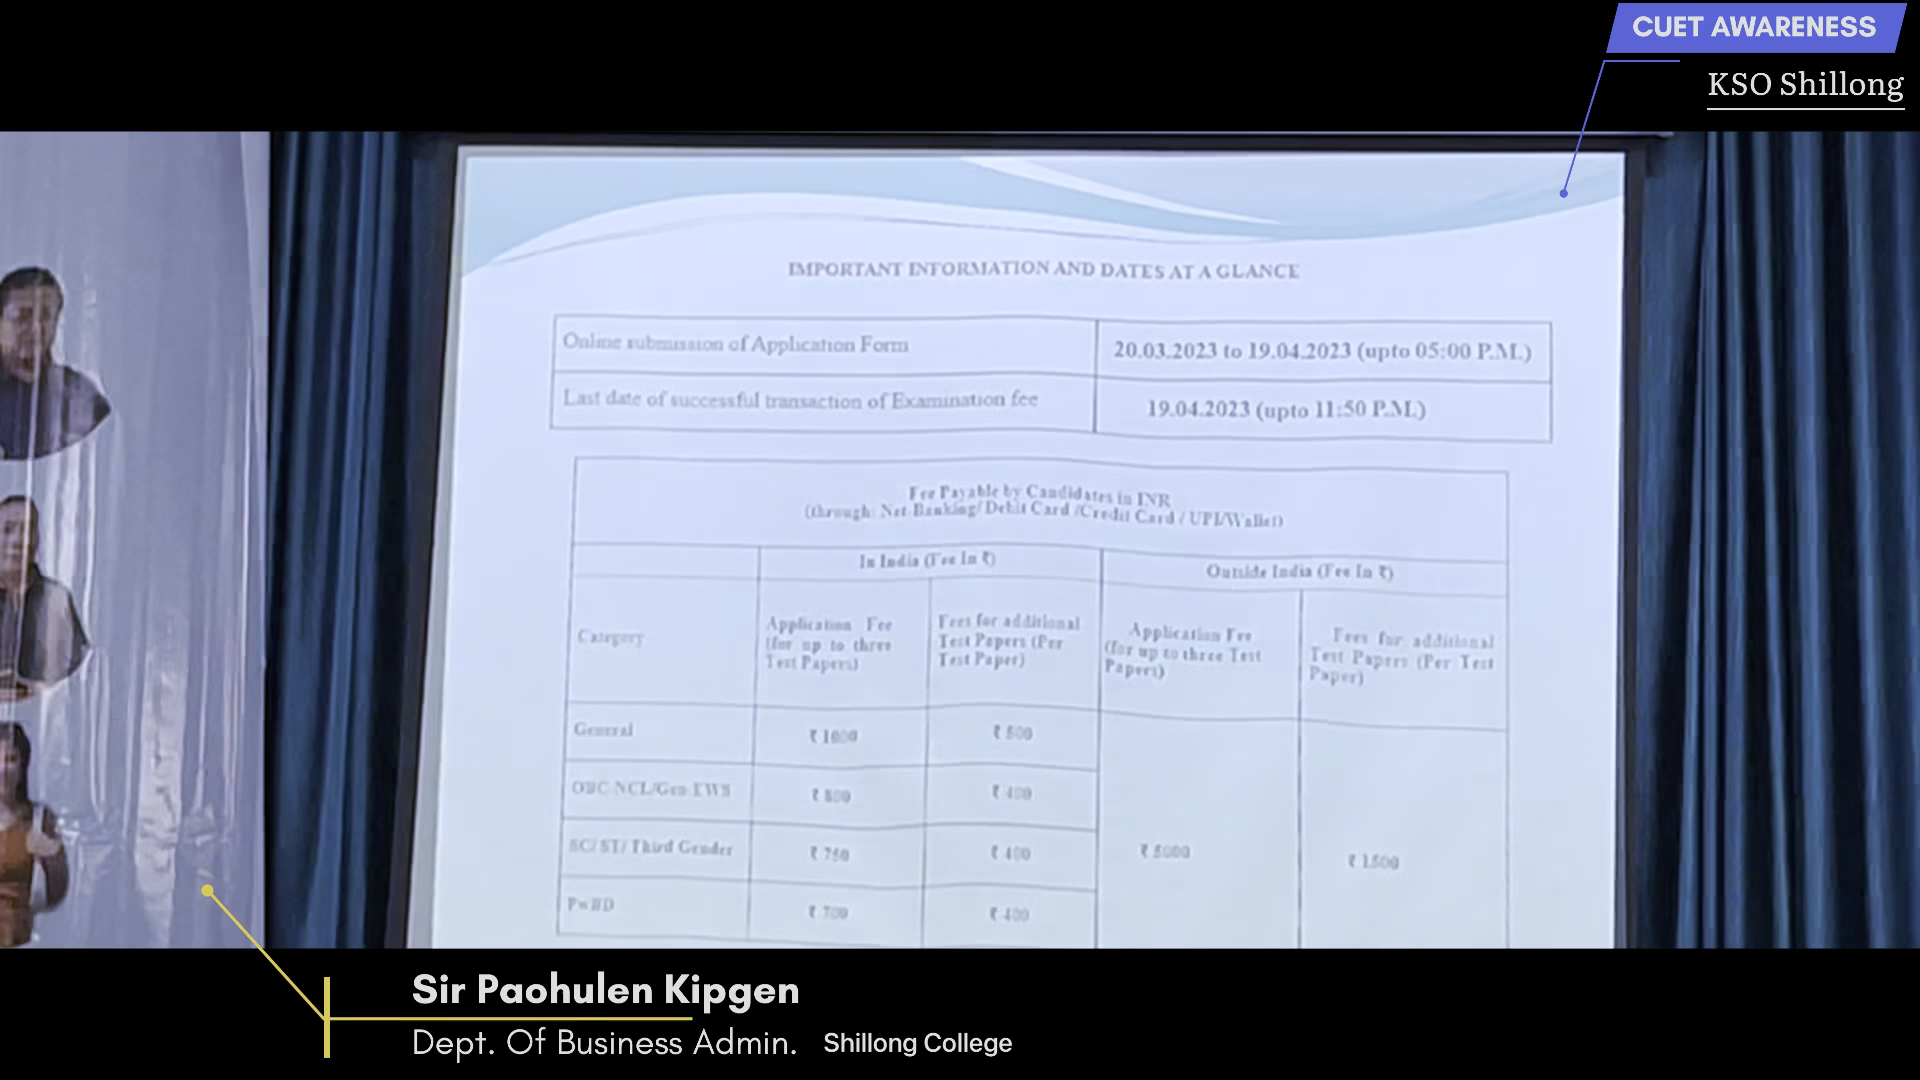 CUET AWARENESS
KSO Shillong
IMPORTANT INFORMATION AND DATES AT A GLANCE
Online submission of Application Form
20.03.2023 to 19.04.2023 (upto 05:00 P.M.)
Last date of successful transaction of Examination fee
19.04.2023 (upto 11:50 P.M.)
Fee Payable by Candidates in INR
(through: Net-Banking/ Debit Card /Credit Card / UPI/Wallet)
In India (Fee In ₹)
Outside India (Fee In ₹)
Category
Application Fee
(for up to three
Test Papers)
Fees for additional
Test Papers (Per
Test Paper)
Application Fee
(for up to three Test
Papers)
Fees for additional
Test Papers (Per Test
Paper)
General
₹ 1000
₹ 500
OBC-NCL/Gen-EWS
₹ 800
₹ 400
SC/ ST/ Third Gender
₹ 750
₹ 400
₹ 5000
₹ 1500
PwBD
₹ 700
₹ 400
Sir Paohulen Kipgen
Dept. Of Business Admin. Shillong College